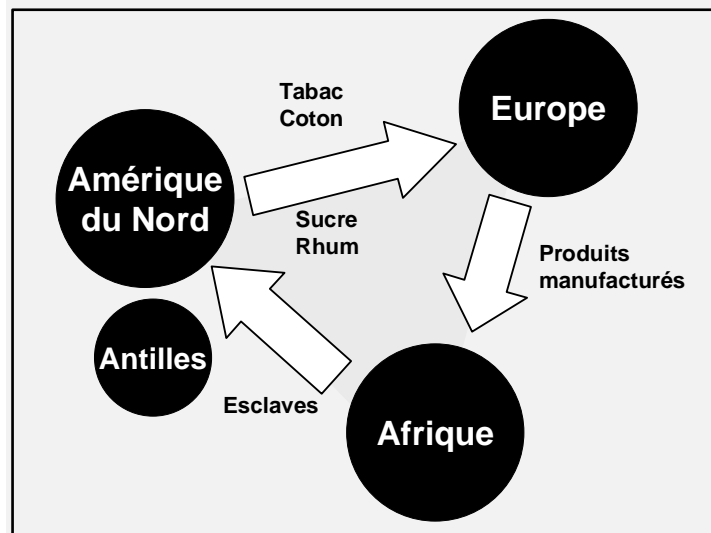 Tabac
Coton
Europe
Amérique
du Nord
Sucre
Rhum
Produits
manufacturés
Antilles
Esclaves
Afrique